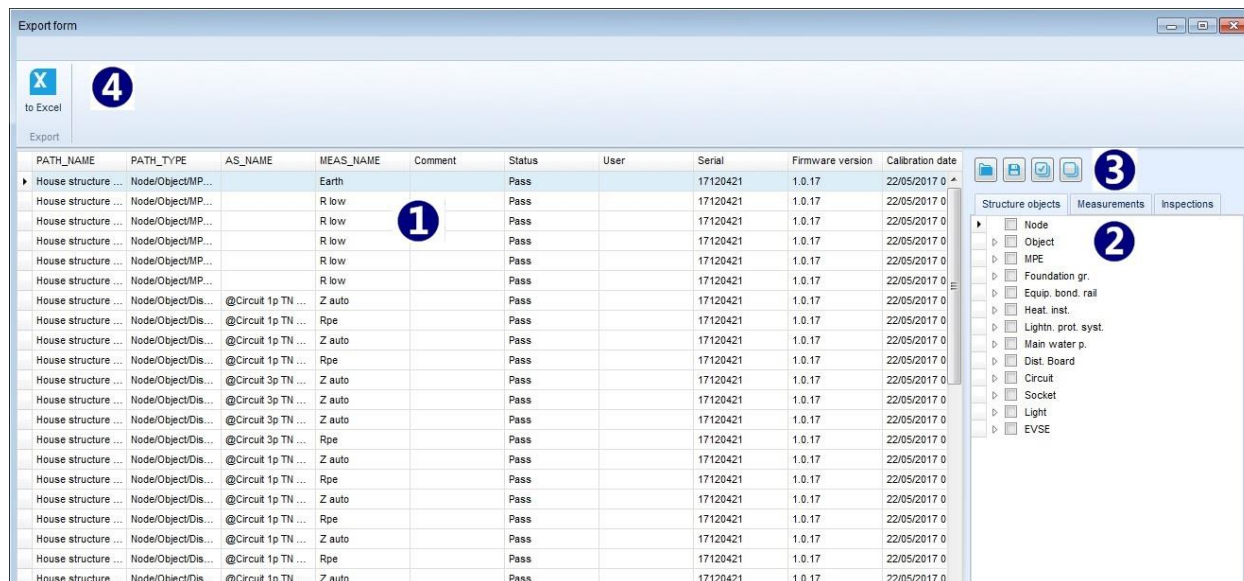 Export form
X
to Excel
4
Export
PATH_NAME PATH_TYPE AS_NAME MEAS_NAME Comment Status User Serial Firmware version Calibration date
House structure ... Node/Object/MP... Earth Pass 17120421 1.0.17 22/05/2017 0
House structure ... Node/Object/MP... R low Pass 17120421 1.0.17 22/05/2017 0
House structure ... Node/Object/MP... R low Pass 17120421 1.0.17 22/05/2017 0
House structure ... Node/Object/MP... R low Pass 17120421 1.0.17 22/05/2017 0
House structure ... Node/Object/MP... R low Pass 17120421 1.0.17 22/05/2017 0
House structure ... Node/Object/MP... R low Pass 17120421 1.0.17 22/05/2017 0
House structure ... Node/Object/Dis... @Circuit 1p TN ... Z auto Pass 17120421 1.0.17 22/05/2017 0
House structure ... Node/Object/Dis... @Circuit 1p TN ... Rpe Pass 17120421 1.0.17 22/05/2017 0
House structure ... Node/Object/Dis... @Circuit 1p TN ... Z auto Pass 17120421 1.0.17 22/05/2017 0
House structure ... Node/Object/Dis... @Circuit 1p TN ... Rpe Pass 17120421 1.0.17 22/05/2017 0
House structure ... Node/Object/Dis... @Circuit 3p TN ... Z auto Pass 17120421 1.0.17 22/05/2017 0
House structure ... Node/Object/Dis... @Circuit 3p TN ... Z auto Pass 17120421 1.0.17 22/05/2017 0
House structure ... Node/Object/Dis... @Circuit 3p TN ... Z auto Pass 17120421 1.0.17 22/05/2017 0
House structure ... Node/Object/Dis... @Circuit 3p TN ... Rpe Pass 17120421 1.0.17 22/05/2017 0
House structure ... Node/Object/Dis... @Circuit 1p TN ... Z auto Pass 17120421 1.0.17 22/05/2017 0
House structure ... Node/Object/Dis... @Circuit 1p TN ... Rpe Pass 17120421 1.0.17 22/05/2017 0
House structure ... Node/Object/Dis... @Circuit 1p TN ... Z auto Pass 17120421 1.0.17 22/05/2017 0
House structure ... Node/Object/Dis... @Circuit 1p TN ... Rpe Pass 17120421 1.0.17 22/05/2017 0
House structure ... Node/Object/Dis... @Circuit 1p TN ... Z auto Pass 17120421 1.0.17 22/05/2017 0
House structure ... Node/Object/Dis... @Circuit 1p TN ... Rpe Pass 17120421 1.0.17 22/05/2017 0
House structure ... Node/Object/Dis... @Circuit 1p TN ... Z auto Pass 17120421 1.0.17 22/05/2017 0
1
3
Structure objects Measurements Inspections
Node
Object
MPE
Foundation gr.
Equip. bond. rail
Heat. inst.
Lightn. prot. syst.
Main water p.
Dist. Board
Circuit
Socket
Light
EVSE
2